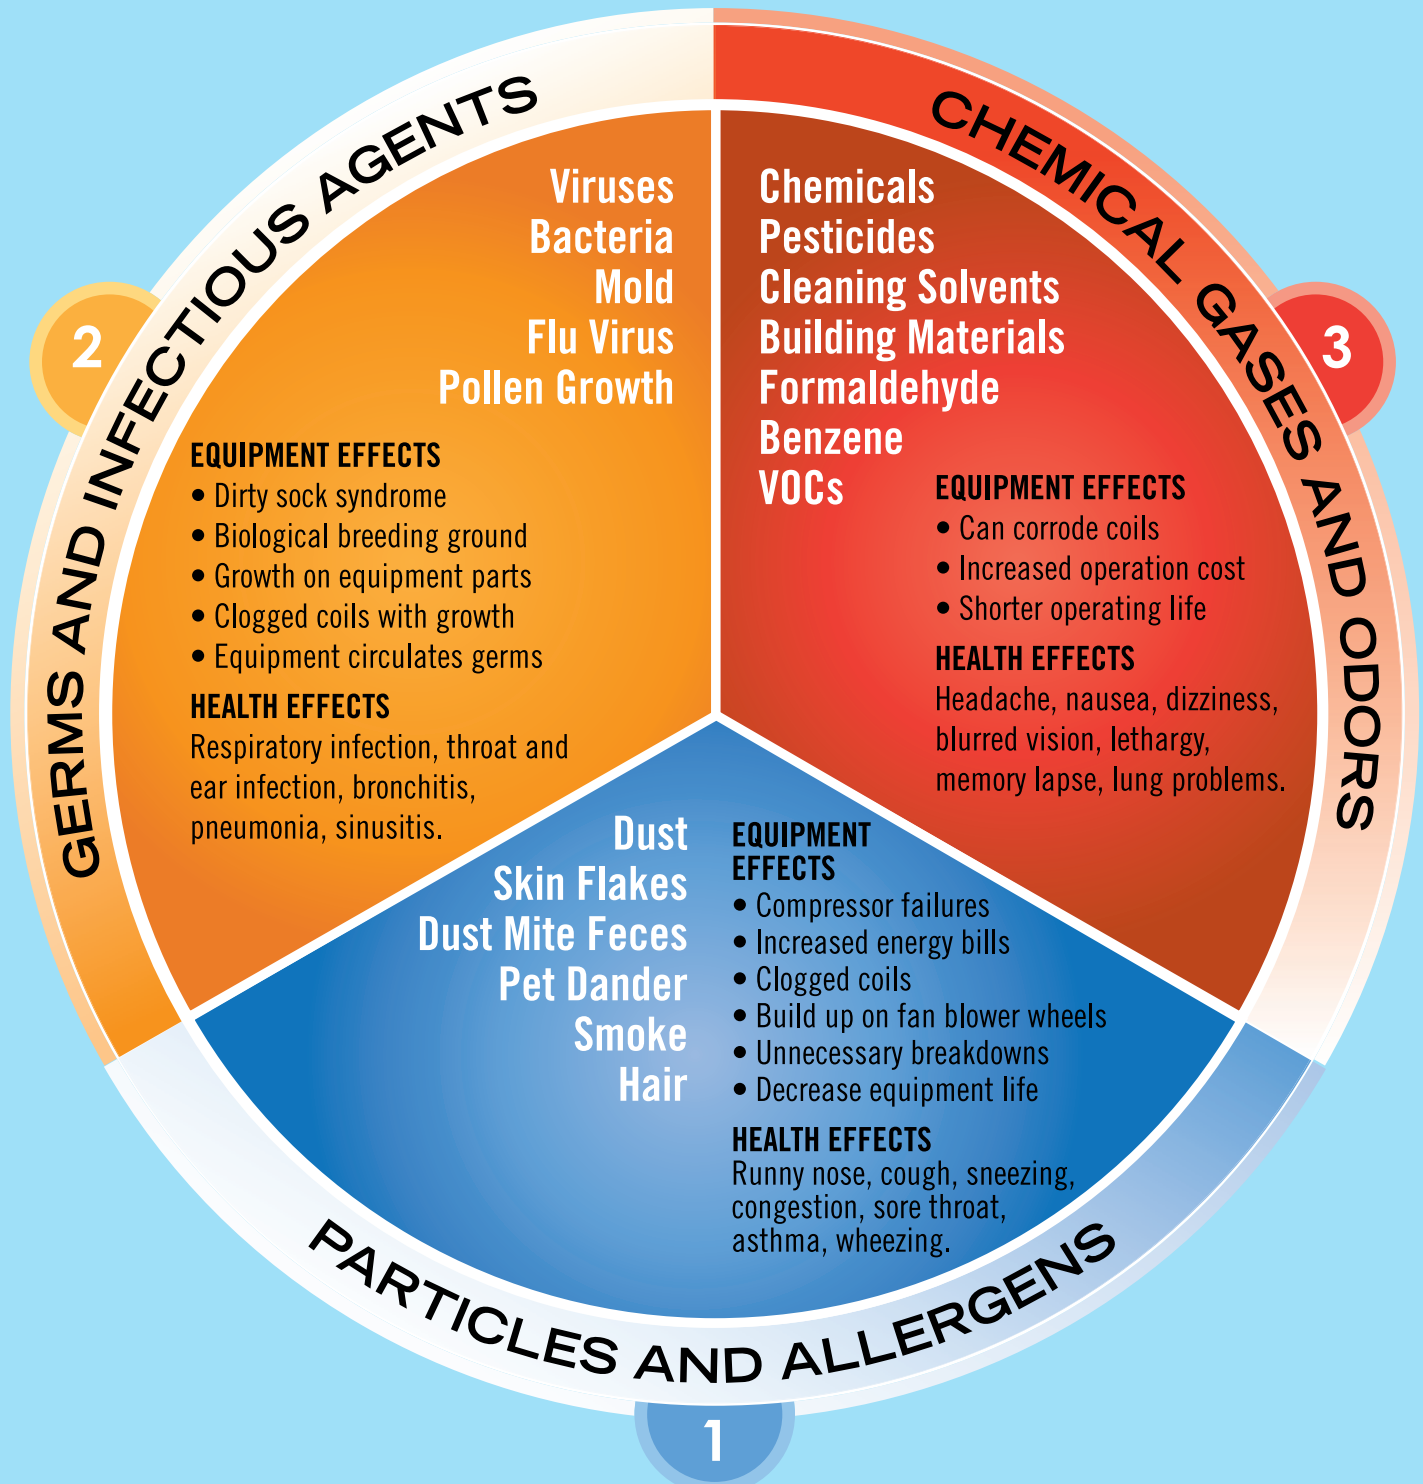 GERMS AND INFECTIOUS AGENTS
2
Viruses
Bacteria
Mold
Flu Virus
Pollen Growth
EQUIPMENT EFFECTS
• Dirty sock syndrome
• Biological breeding ground
• Growth on equipment parts
• Clogged coils with growth
• Equipment circulates germs
HEALTH EFFECTS
Respiratory infection, throat and
ear infection, bronchitis,
pneumonia, sinusitis.
CHEMICAL GASES AND ODORS
3
Chemicals
Pesticides
Cleaning Solvents
Building Materials
Formaldehyde
Benzene
VOCs
EQUIPMENT EFFECTS
• Can corrode coils
• Increased operation cost
• Shorter operating life
HEALTH EFFECTS
Headache, nausea, dizziness,
blurred vision, lethargy,
memory lapse, lung problems.
Dust
Skin Flakes
Dust Mite Feces
Pet Dander
Smoke
Hair
EQUIPMENT
EFFECTS
• Compressor failures
• Increased energy bills
• Clogged coils
• Build up on fan blower wheels
• Unnecessary breakdowns
• Decrease equipment life
HEALTH EFFECTS
Runny nose, cough, sneezing,
congestion, sore throat,
asthma, wheezing.
PARTICLES AND ALLERGENS
1